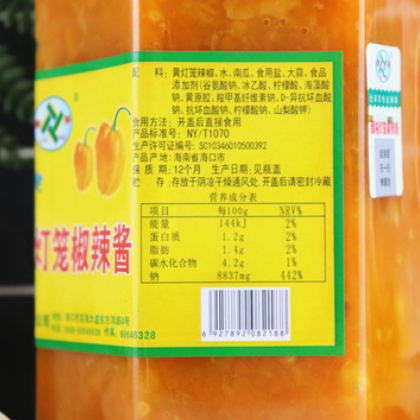 配 料：黄灯笼辣椒、水、南瓜、食用盐、大蒜、食品
添加剂(谷氨酸钠、冰乙酸、柠檬酸、海藻酸
钠、黄原胶、羧甲基纤维素钠、D-异抗坏血酸
钠、抗坏血酸钠、柠檬酸钠、山梨酸钾)
食用方法：开盖后直接食用
产品标准号：NY/T1070
生产许可证编号：SC10346010500392
产地：海南省海口市
保质期：12个月 生产日期：见瓶盖
贮 存：存放于阴凉干燥通风处，开盖后请密封冷藏
营养成分表
项目 每100g NRV%
能量 144kJ 2%
蛋白质 1.2g 2%
脂肪 1.4g 2%
碳水化合物 4.2g 1%
钠 8837mg 442%
灯笼椒辣酱
6 927892 082188